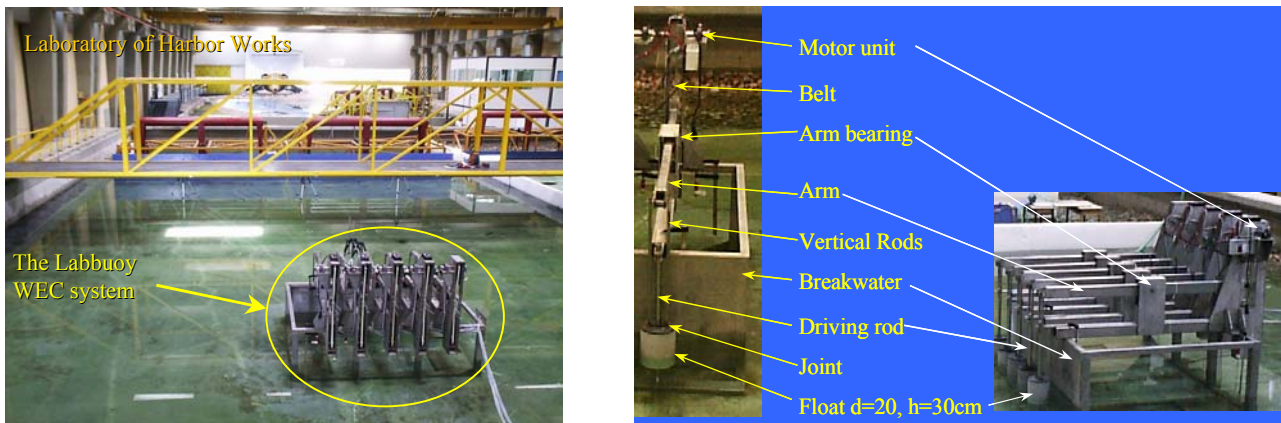 Laboratory of Harbor Works
The Labbuoy
WEC system
Motor unit
Belt
Arm bearing
Arm
Vertical Rods
Breakwater
Driving rod
Joint
Float d=20, h=30cm